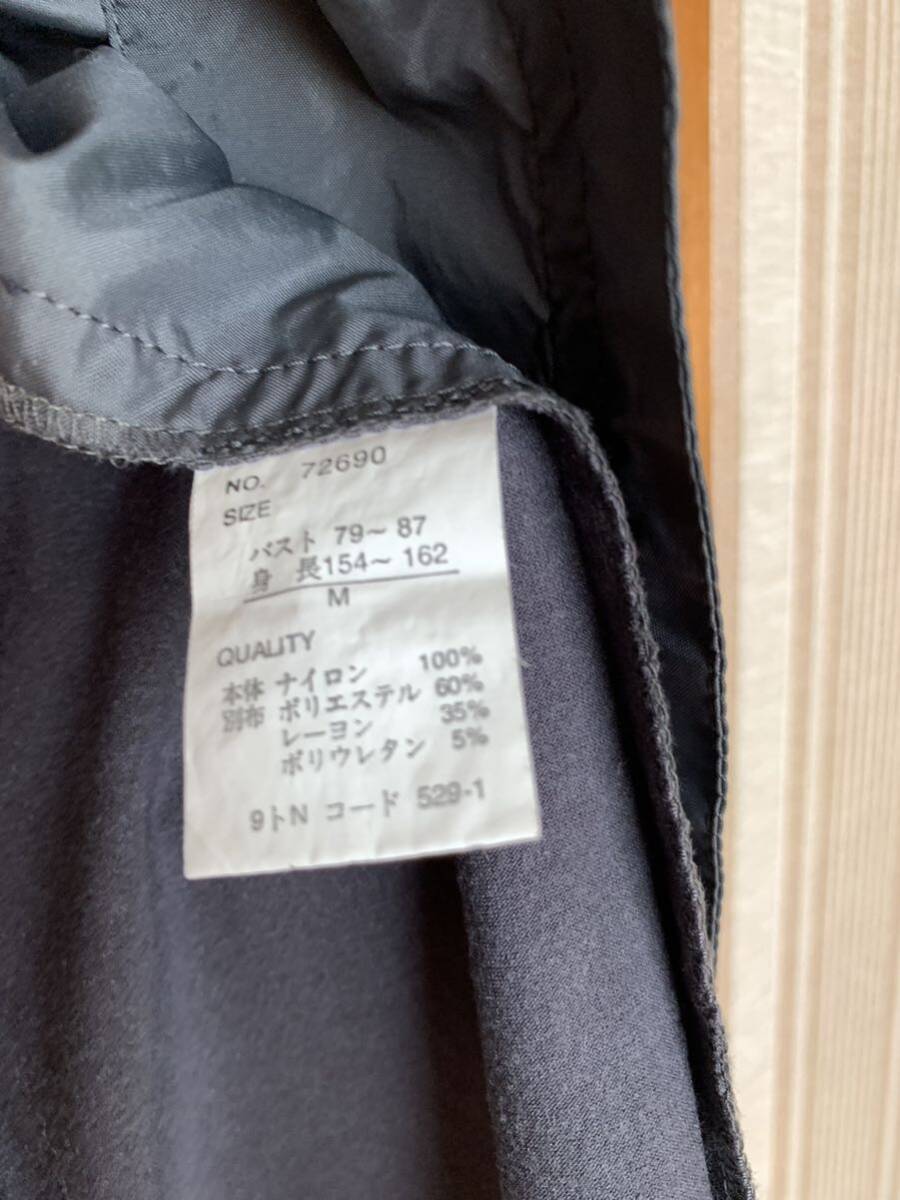 NO. 72690
SIZE
バスト 79～87
身 長154～162
M
QUALITY
本体 ナイロン 100%
別布 ポリエステル 60%
レーヨン 35%
ポリウレタン 5%
9トN コード 529-1